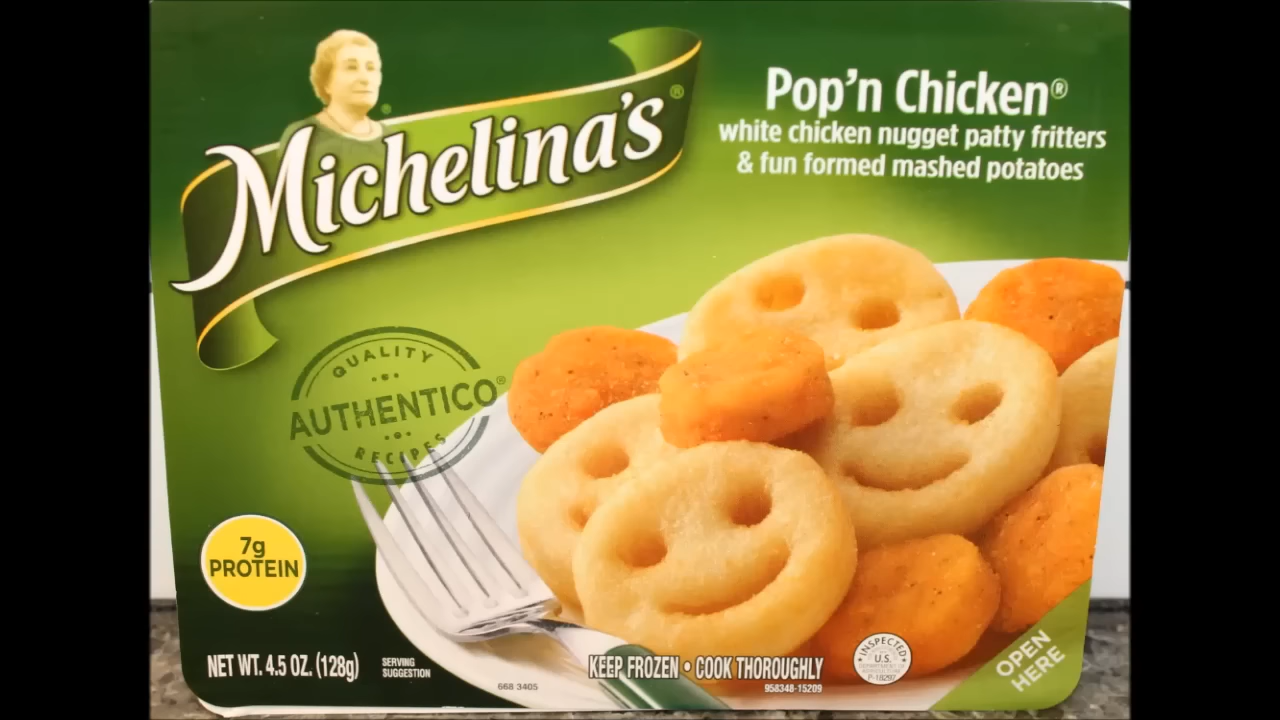 Michelina's®
Pop'n Chicken®
white chicken nugget patty fritters
& fun formed mashed potatoes
QUALITY
AUTHENTICO®
RECIPES
7g
PROTEIN
NET WT. 4.5 OZ. (128g)
SERVING
SUGGESTION
668 3405
KEEP FROZEN • COOK THOROUGHLY
958348-15209
INSPECTED
U.S.
P-18297
OPEN
HERE